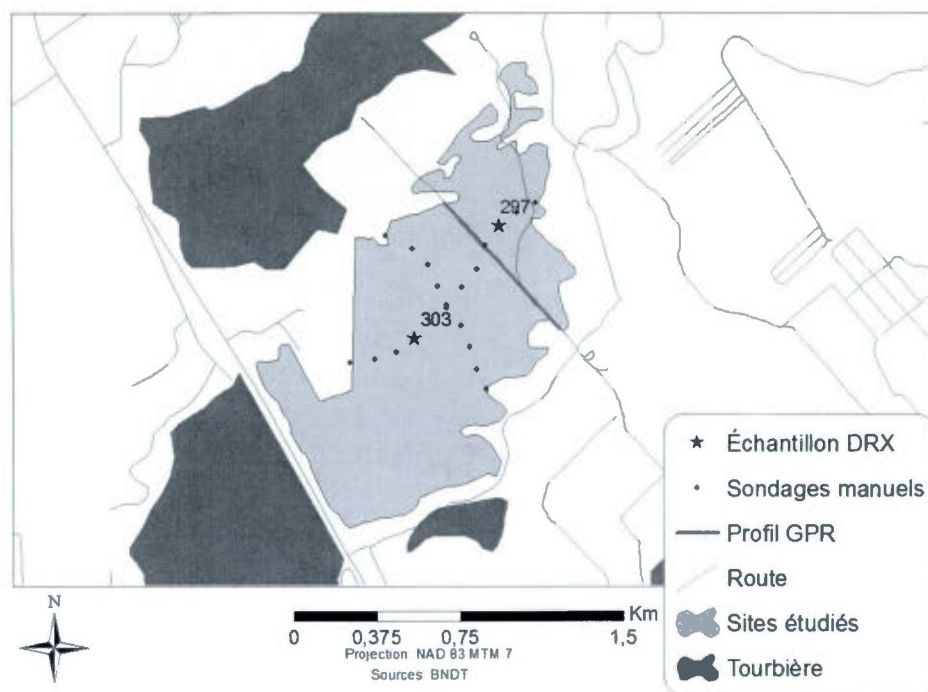 297
303
Échantillon DRX
Sondages manuels
Profil GPR
Route
Sites étudiés
Tourbière
N
Km
0 0,375 0,75 1,5
Projection NAD 83 MTM 7
Sources BNDT